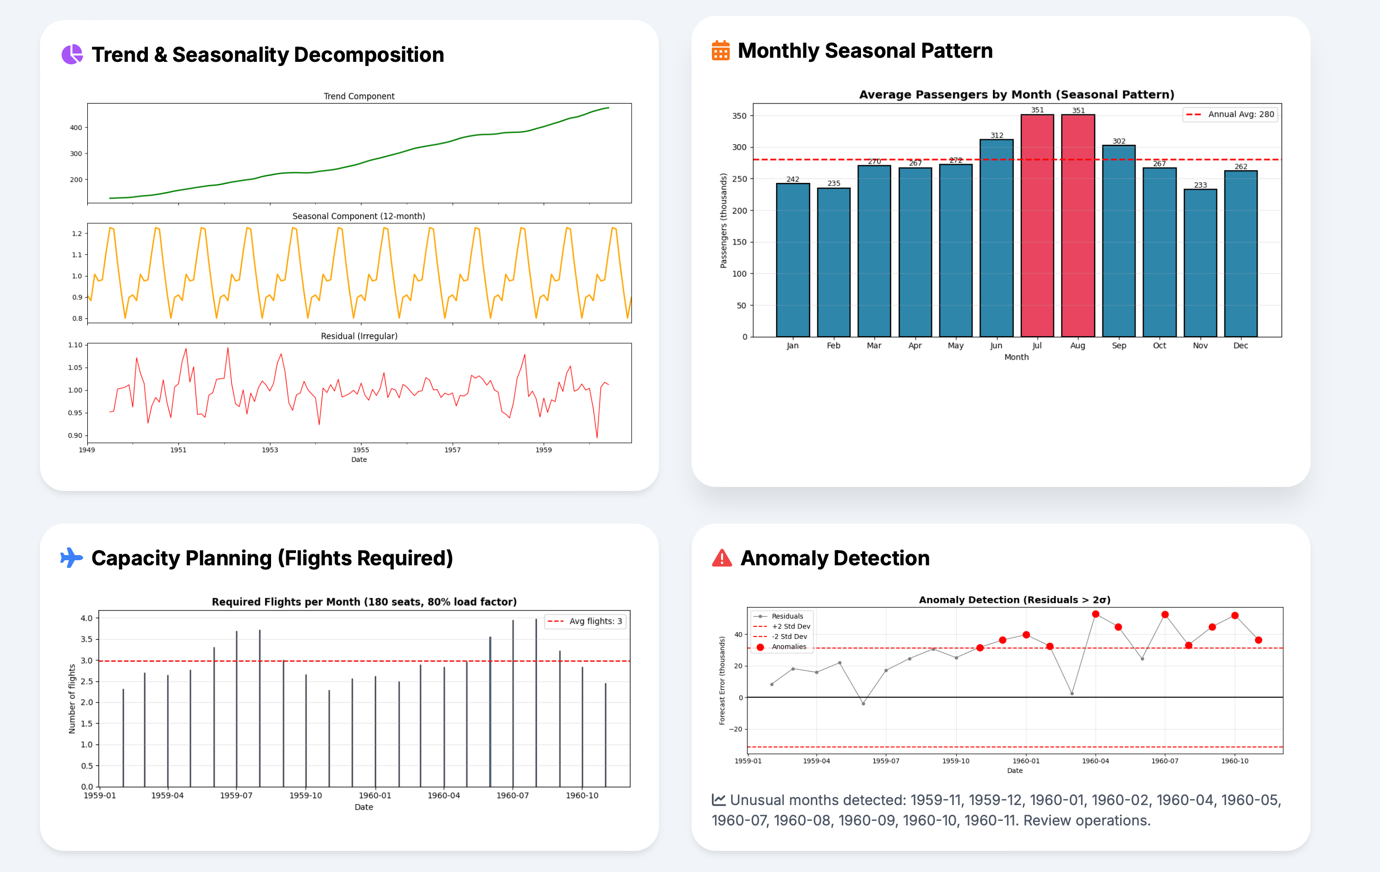 Trend & Seasonality Decomposition
Trend Component
400
300
200
Seasonal Component (12-month)
1.2
1.1
1.0
0.9
0.8
Residual (Irregular)
1.10
1.05
1.00
0.95
0.90
1949 1951 1953 1955 1957 1959
Date
Monthly Seasonal Pattern
Average Passengers by Month (Seasonal Pattern)
Annual Avg: 280
Passengers (thousands)
350
300
250
200
150
100
50
0
242 235 270 267 272 312 351 351 302 267 233 262
Jan Feb Mar Apr May Jun Jul Aug Sep Oct Nov Dec
Month
Capacity Planning (Flights Required)
Required Flights per Month (180 seats, 80% load factor)
Avg flights: 3
Number of flights
4.0
3.5
3.0
2.5
2.0
1.5
1.0
0.5
0.0
1959-01 1959-04 1959-07 1959-10 1960-01 1960-04 1960-07 1960-10
Date
Anomaly Detection
Anomaly Detection (Residuals > 2σ)
Residuals
+2 Std Dev
-2 Std Dev
Anomalies
Forecast Error (thousands)
40
20
0
−20
1959-01 1959-04 1959-07 1959-10 1960-01 1960-04 1960-07 1960-10
Date
Unusual months detected: 1959-11, 1959-12, 1960-01, 1960-02, 1960-04, 1960-05,
1960-07, 1960-08, 1960-09, 1960-10, 1960-11. Review operations.